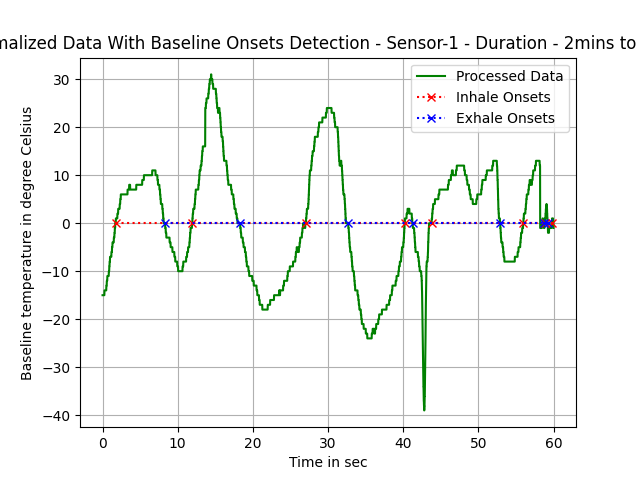 malized Data With Baseline Onsets Detection - Sensor-1 - Duration - 2mins to
Processed Data
Inhale Onsets
Exhale Onsets
Baseline temperature in degree Celsius
30
20
10
0
−10
−20
−30
−40
0 10 20 30 40 50 60
Time in sec